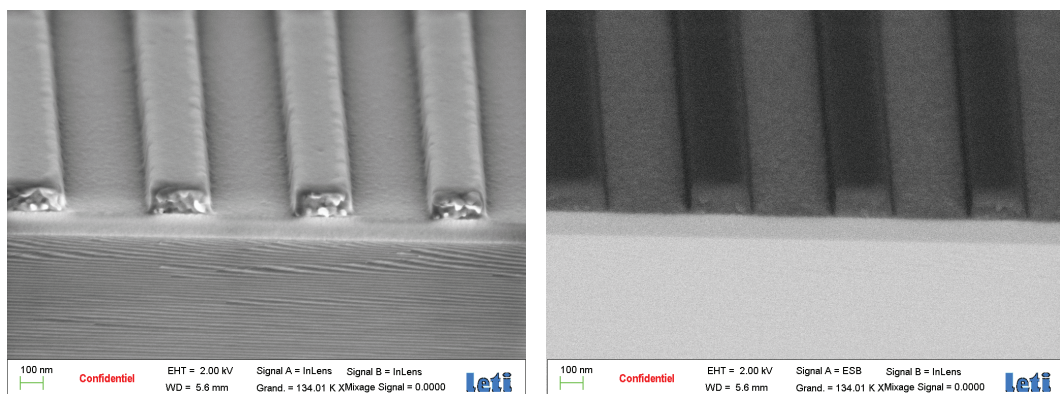 100 nm
Confidentiel
EHT = 2.00 kV Signal A = InLens Signal B = InLens
WD = 5.6 mm Grand. = 134.01 K X Mixage Signal = 0.0000
leti
100 nm
Confidentiel
EHT = 2.00 kV Signal A = ESB Signal B = InLens
WD = 5.6 mm Grand. = 134.01 K X Mixage Signal = 0.0000
leti